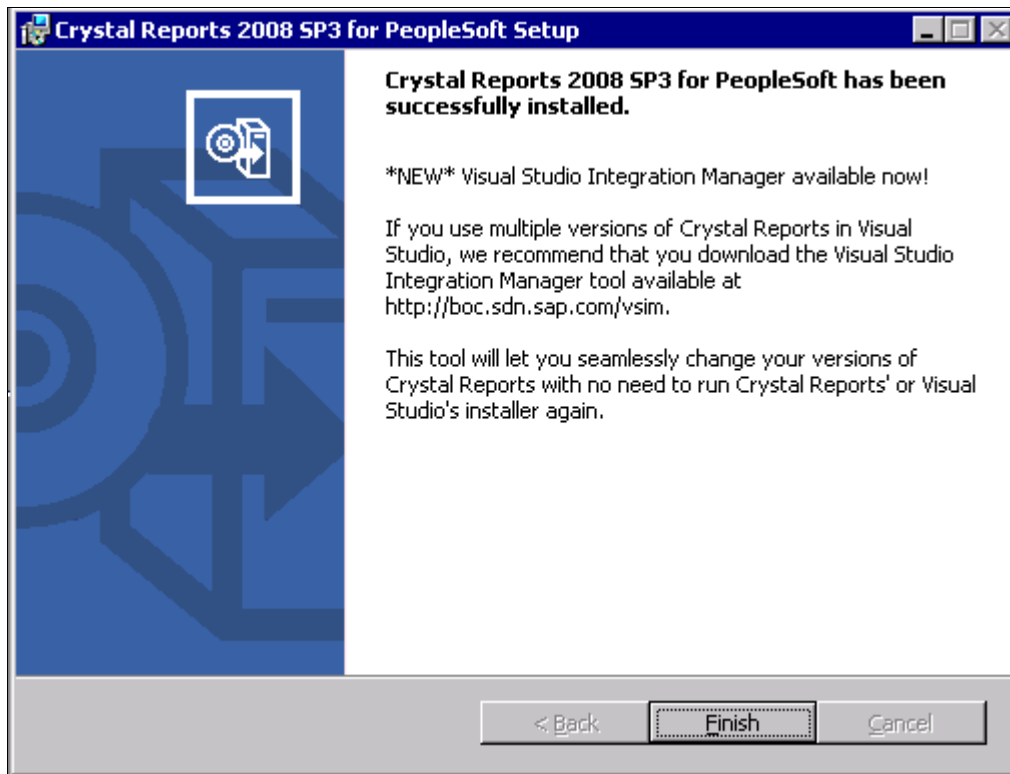 Crystal Reports 2008 SP3 for PeopleSoft Setup
Crystal Reports 2008 SP3 for PeopleSoft has been
successfully installed.
*NEW* Visual Studio Integration Manager available now!
If you use multiple versions of Crystal Reports in Visual
Studio, we recommend that you download the Visual Studio
Integration Manager tool available at
http://boc.sdn.sap.com/vsim.
This tool will let you seamlessly change your versions of
Crystal Reports with no need to run Crystal Reports' or Visual
Studio's installer again.
< Back Finish Cancel